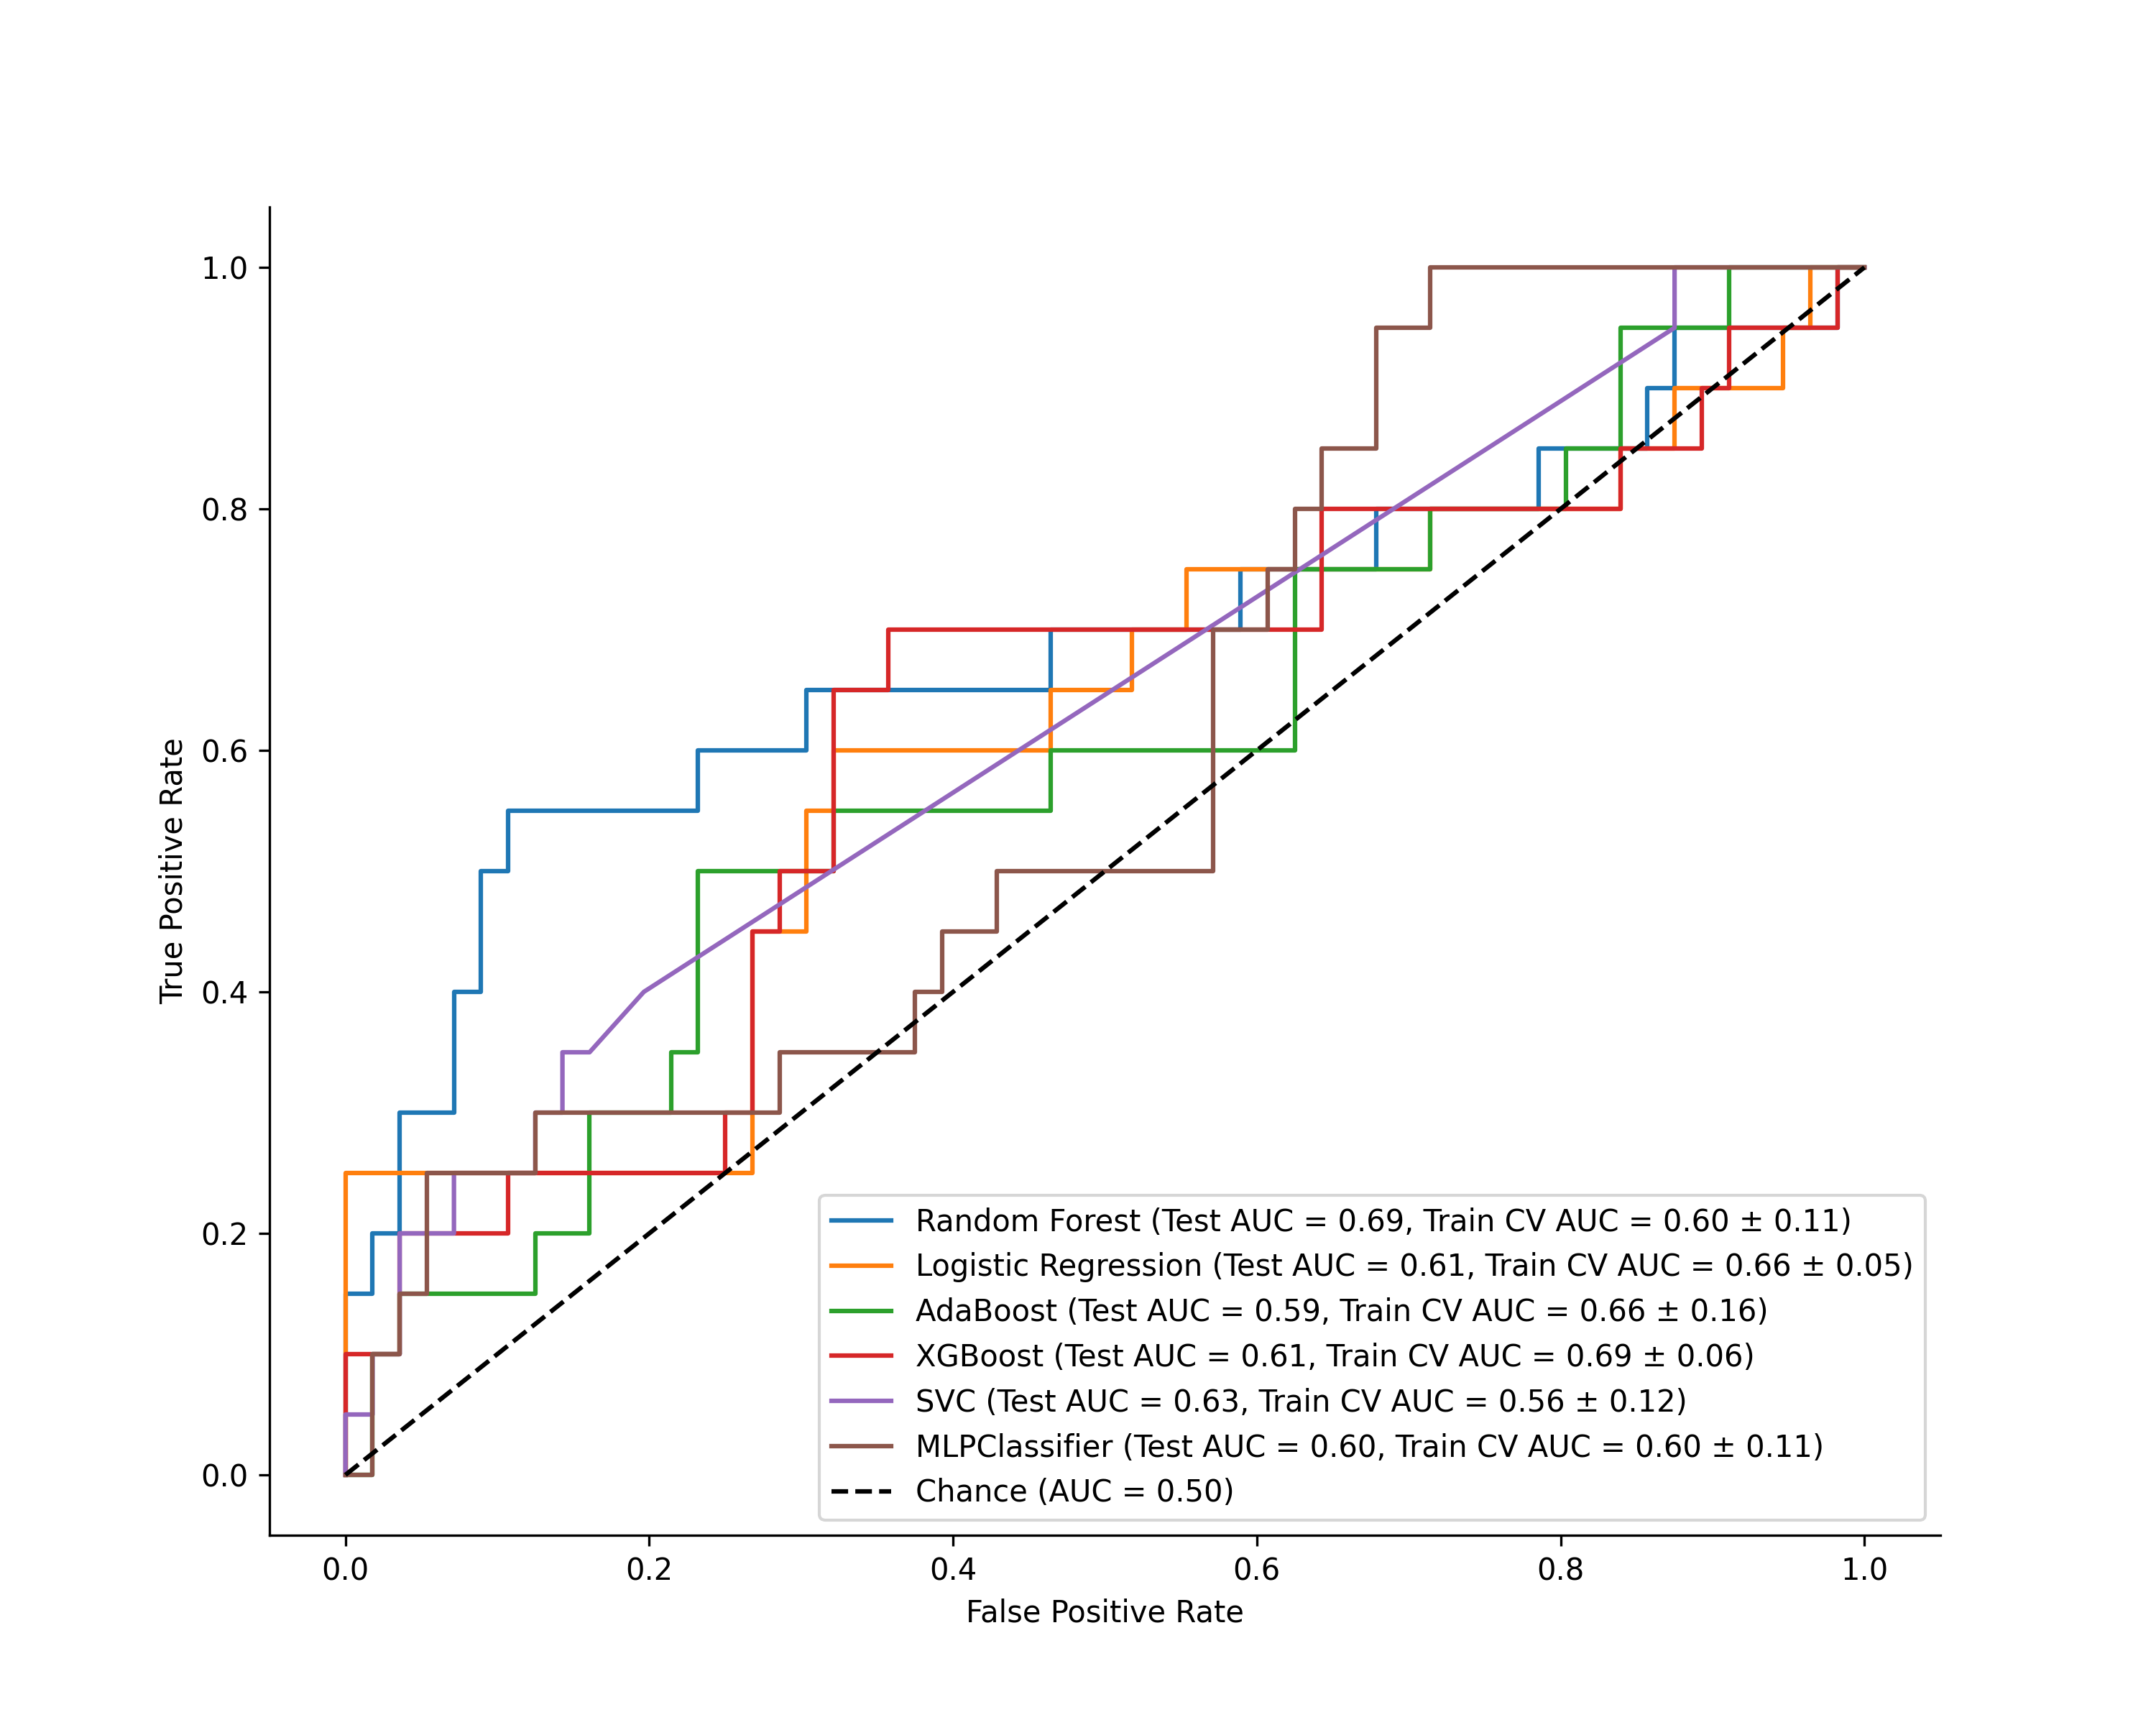 1.0
0.8
0.6
0.4
0.2
0.0
True Positive Rate
Random Forest (Test AUC = 0.69, Train CV AUC = 0.60 ± 0.11)
Logistic Regression (Test AUC = 0.61, Train CV AUC = 0.66 ± 0.05)
AdaBoost (Test AUC = 0.59, Train CV AUC = 0.66 ± 0.16)
XGBoost (Test AUC = 0.61, Train CV AUC = 0.69 ± 0.06)
SVC (Test AUC = 0.63, Train CV AUC = 0.56 ± 0.12)
MLPClassifier (Test AUC = 0.60, Train CV AUC = 0.60 ± 0.11)
Chance (AUC = 0.50)
0.0 0.2 0.4 0.6 0.8 1.0
False Positive Rate